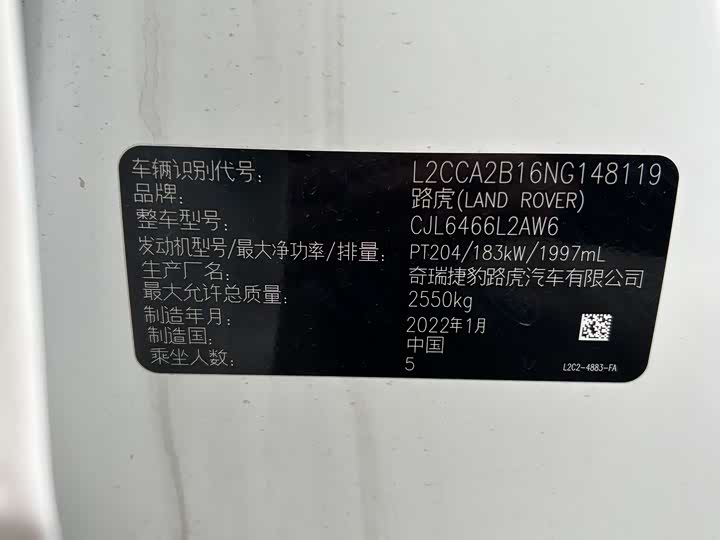 车辆识别代号: L2CCA2B16NG148119
品牌: 路虎(LAND ROVER)
整车型号: CJL6466L2AW6
发动机型号/最大净功率/排量: PT204/183kW/1997mL
生产厂名: 奇瑞捷豹路虎汽车有限公司
最大允许总质量: 2550kg
制造年月: 2022年1月
制造国: 中国
乘坐人数: 5
L2C2-4883-FA